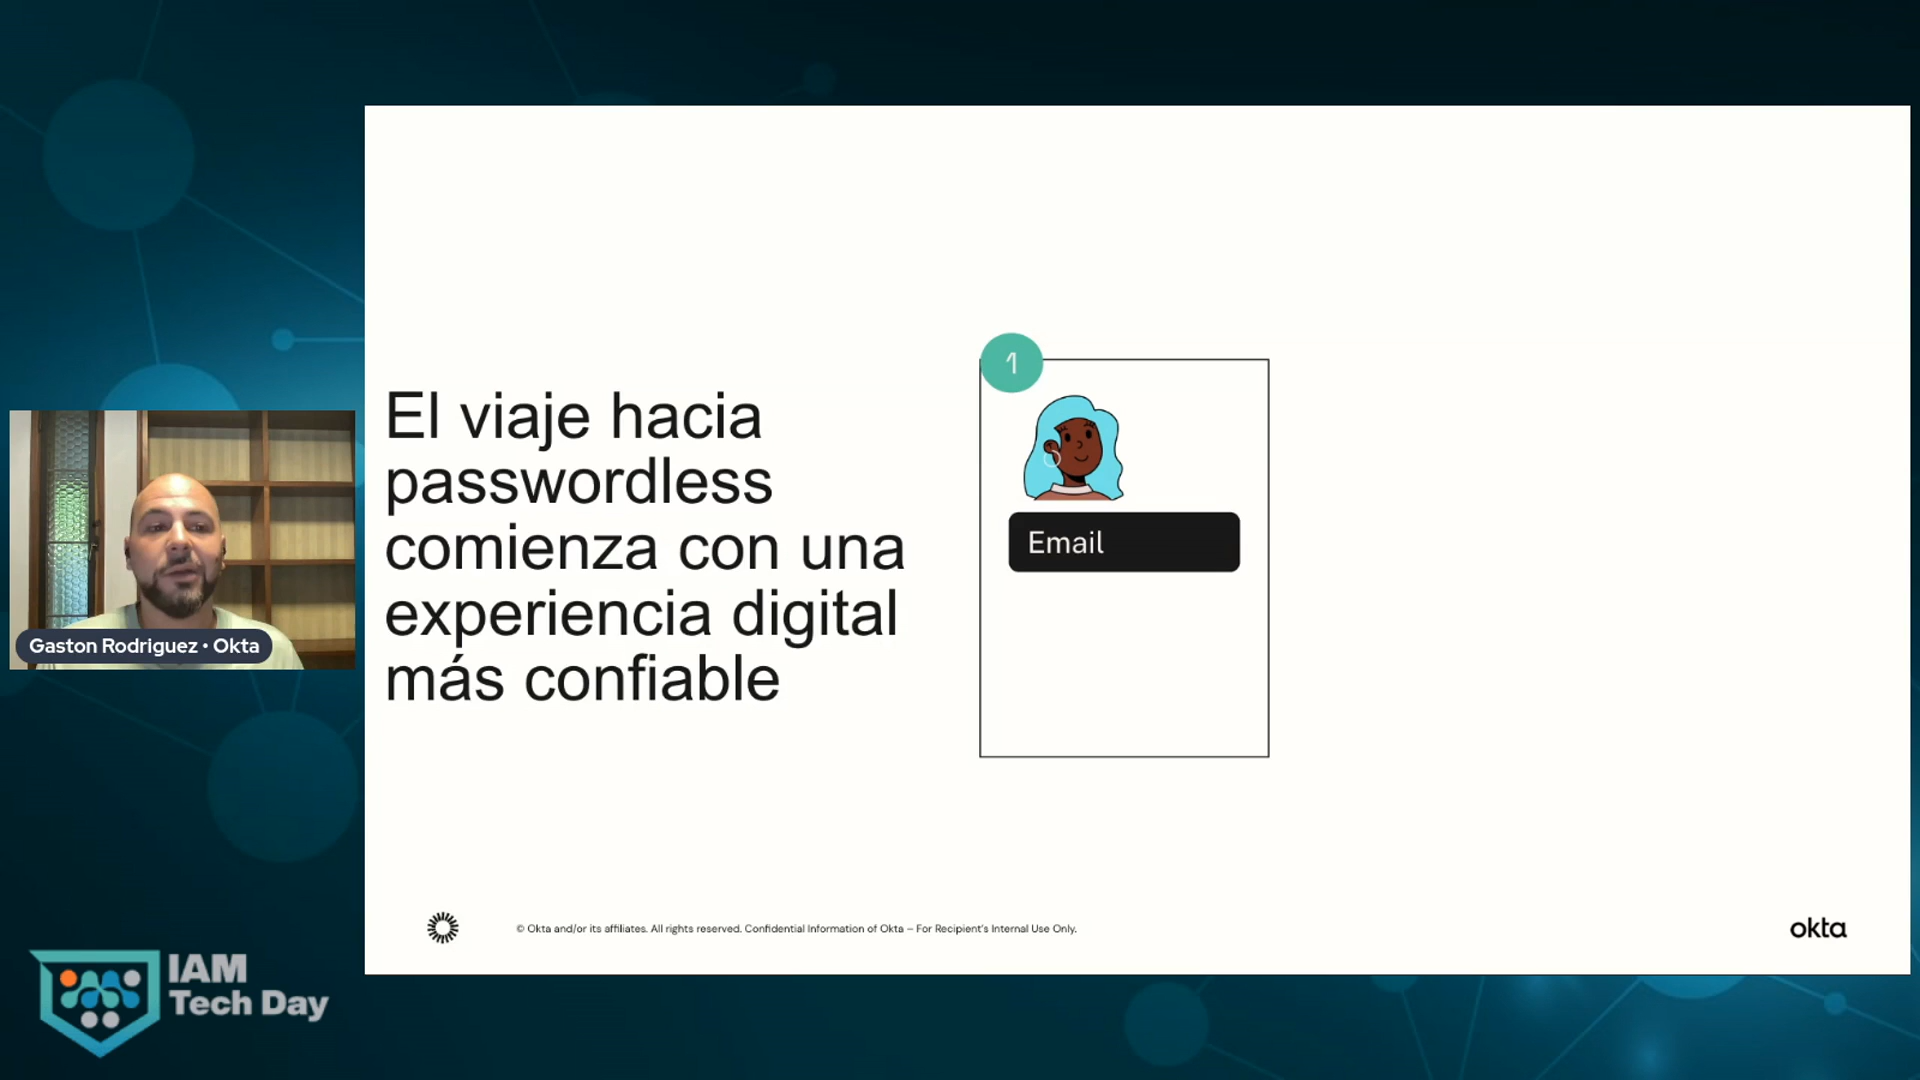 El viaje hacia
passwordless
comienza con una
experiencia digital
más confiable
1
Email
Gaston Rodriguez • Okta
© Okta and/or its affiliates. All rights reserved. Confidential Information of Okta – For Recipient's Internal Use Only.
okta
IAM
Tech Day